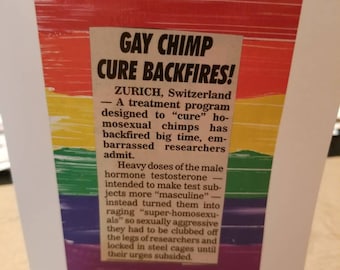 GAY CHIMP
CURE BACKFIRES!
ZURICH, Switzerland
— A treatment program
designed to "cure" ho-
mosexual chimps has
backfired big time, em-
barrassed researchers
admit.
Heavy doses of the male
hormone testosterone —
intended to make test sub-
jects more "masculine" —
instead turned them into
raging "super-homosexu-
als" so sexually aggressive
they had to be clubbed off
the legs of researchers and
locked in steel cages until
their urges subsided.